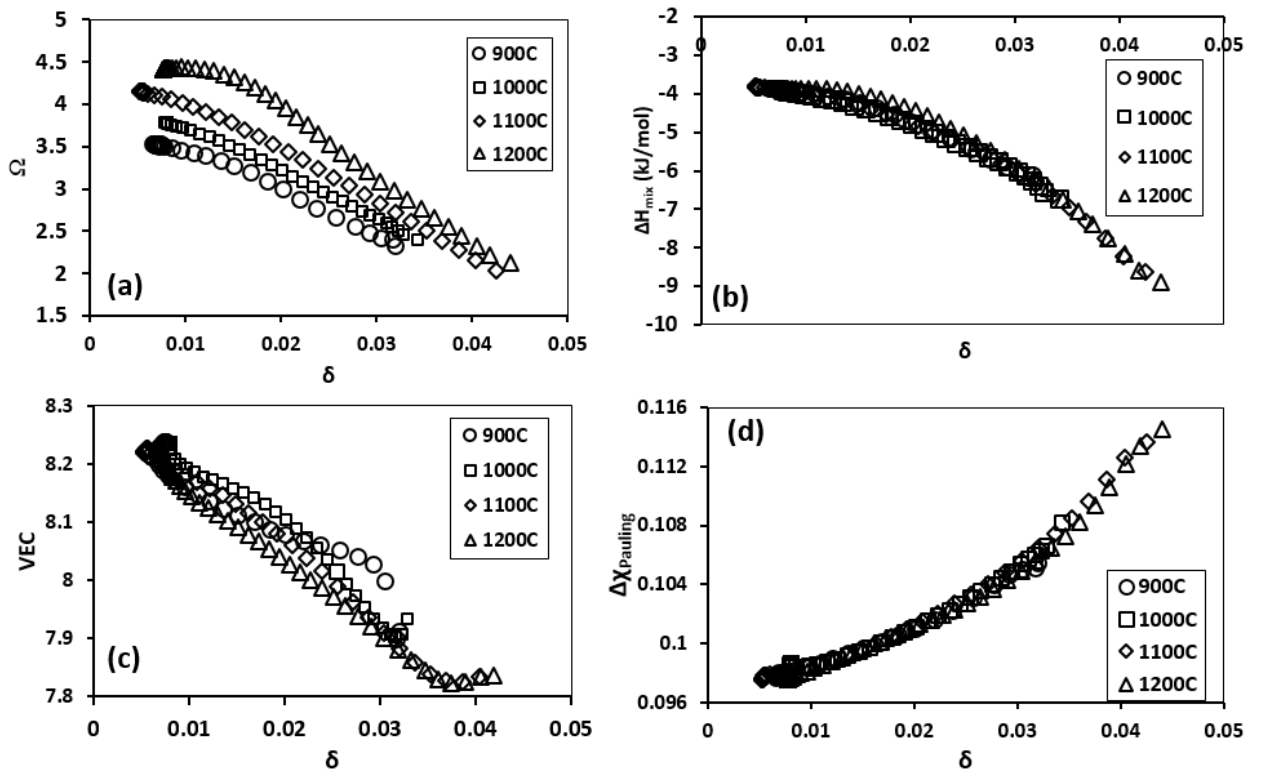 5
4.5
4
3.5
3
2.5
2
1.5
Ω
0 0.01 0.02 0.03 0.04 0.05
δ
900C
1000C
1100C
1200C
(a)
-2
-3
-4
-5
-6
-7
-8
-9
-10
ΔHmix (kJ/mol)
0 0.01 0.02 0.03 0.04 0.05
δ
900C
1000C
1100C
1200C
(b)
8.3
8.2
8.1
8
7.9
7.8
VEC
0 0.01 0.02 0.03 0.04 0.05
δ
900C
1000C
1100C
1200C
(c)
0.116
0.112
0.108
0.104
0.1
0.096
ΔχPauling
0 0.01 0.02 0.03 0.04 0.05
δ
900C
1000C
1100C
1200C
(d)